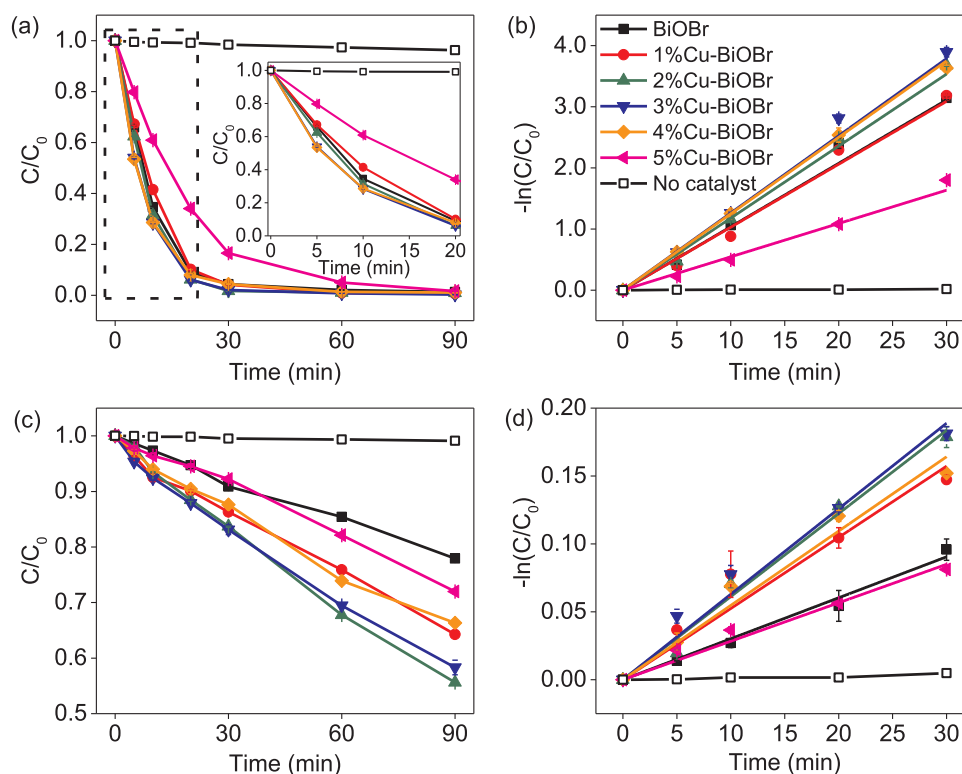 (a)
C/C0
1.0
0.8
0.6
0.4
0.2
0.0
0 30 60 90
Time (min)
C/C0
1.0
0.8
0.6
0.4
0.2
0.0
0 5 10 15 20
Time (min)
(b)
-ln(C/C0)
4.0
3.0
2.0
1.0
0.0
0 5 10 15 20 25 30
Time (min)
BiOBr
1%Cu-BiOBr
2%Cu-BiOBr
3%Cu-BiOBr
4%Cu-BiOBr
5%Cu-BiOBr
No catalyst
(c)
C/C0
1.0
0.9
0.8
0.7
0.6
0.5
0 30 60 90
Time (min)
(d)
-ln(C/C0)
0.20
0.15
0.10
0.05
0.00
0 5 10 15 20 25 30
Time (min)